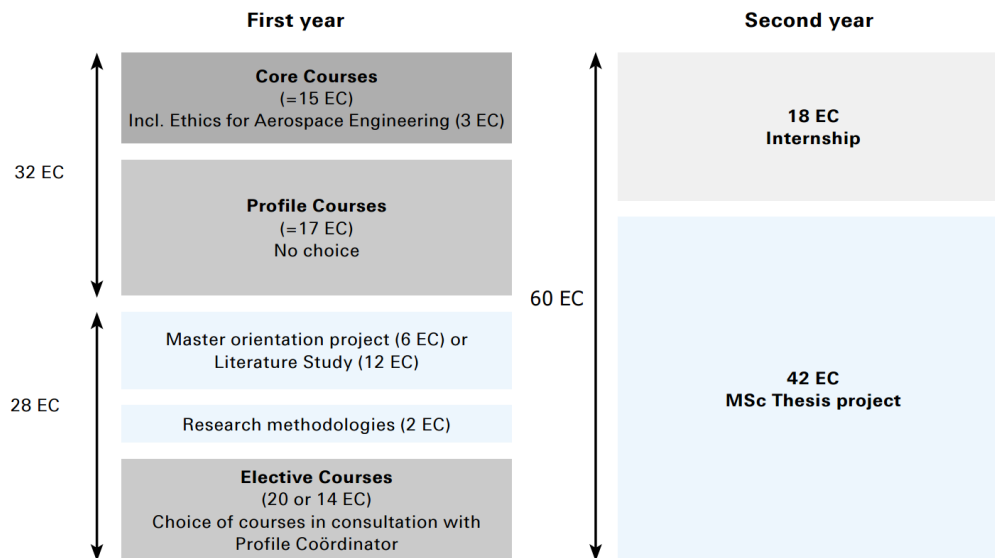 First year
32 EC
Core Courses
(=15 EC)
Incl. Ethics for Aerospace Engineering (3 EC)
Profile Courses
(=17 EC)
No choice
28 EC
Master orientation project (6 EC) or
Literature Study (12 EC)
Research methodologies (2 EC)
Elective Courses
(20 or 14 EC)
Choice of courses in consultation with
Profile Coördinator
Second year
60 EC
18 EC
Internship
42 EC
MSc Thesis project